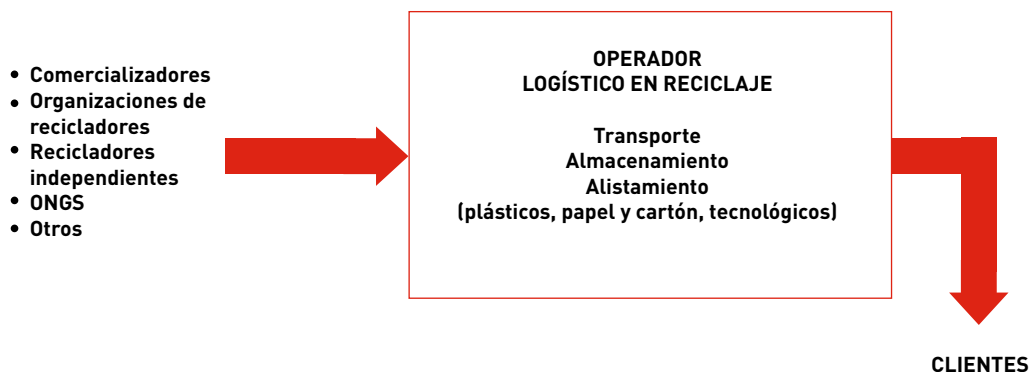 • Comercializadores
• Organizaciones de
recicladores
• Recicladores
independientes
• ONGS
• Otros
OPERADOR
LOGÍSTICO EN RECICLAJE
Transporte
Almacenamiento
Alistamiento
(plásticos, papel y cartón, tecnológicos)
CLIENTES